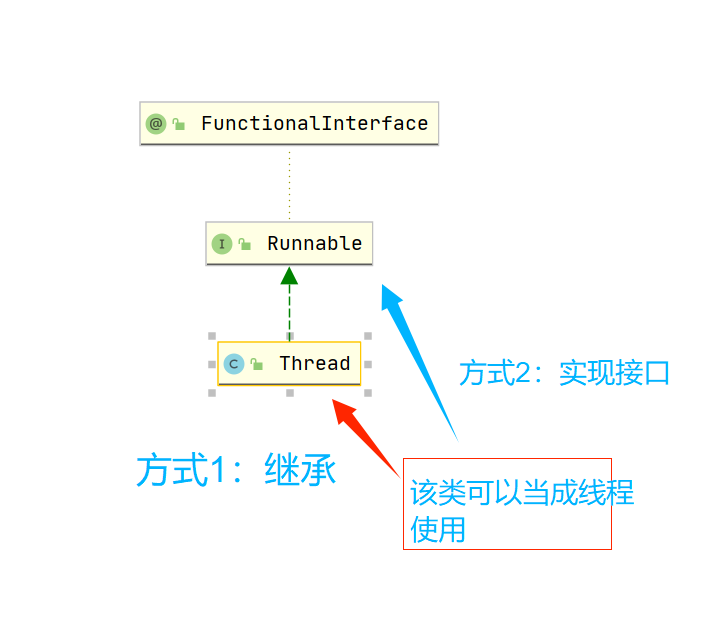 @ FunctionalInterface
I Runnable
C Thread
方式2：实现接口
方式1：继承
该类可以当成线程
使用